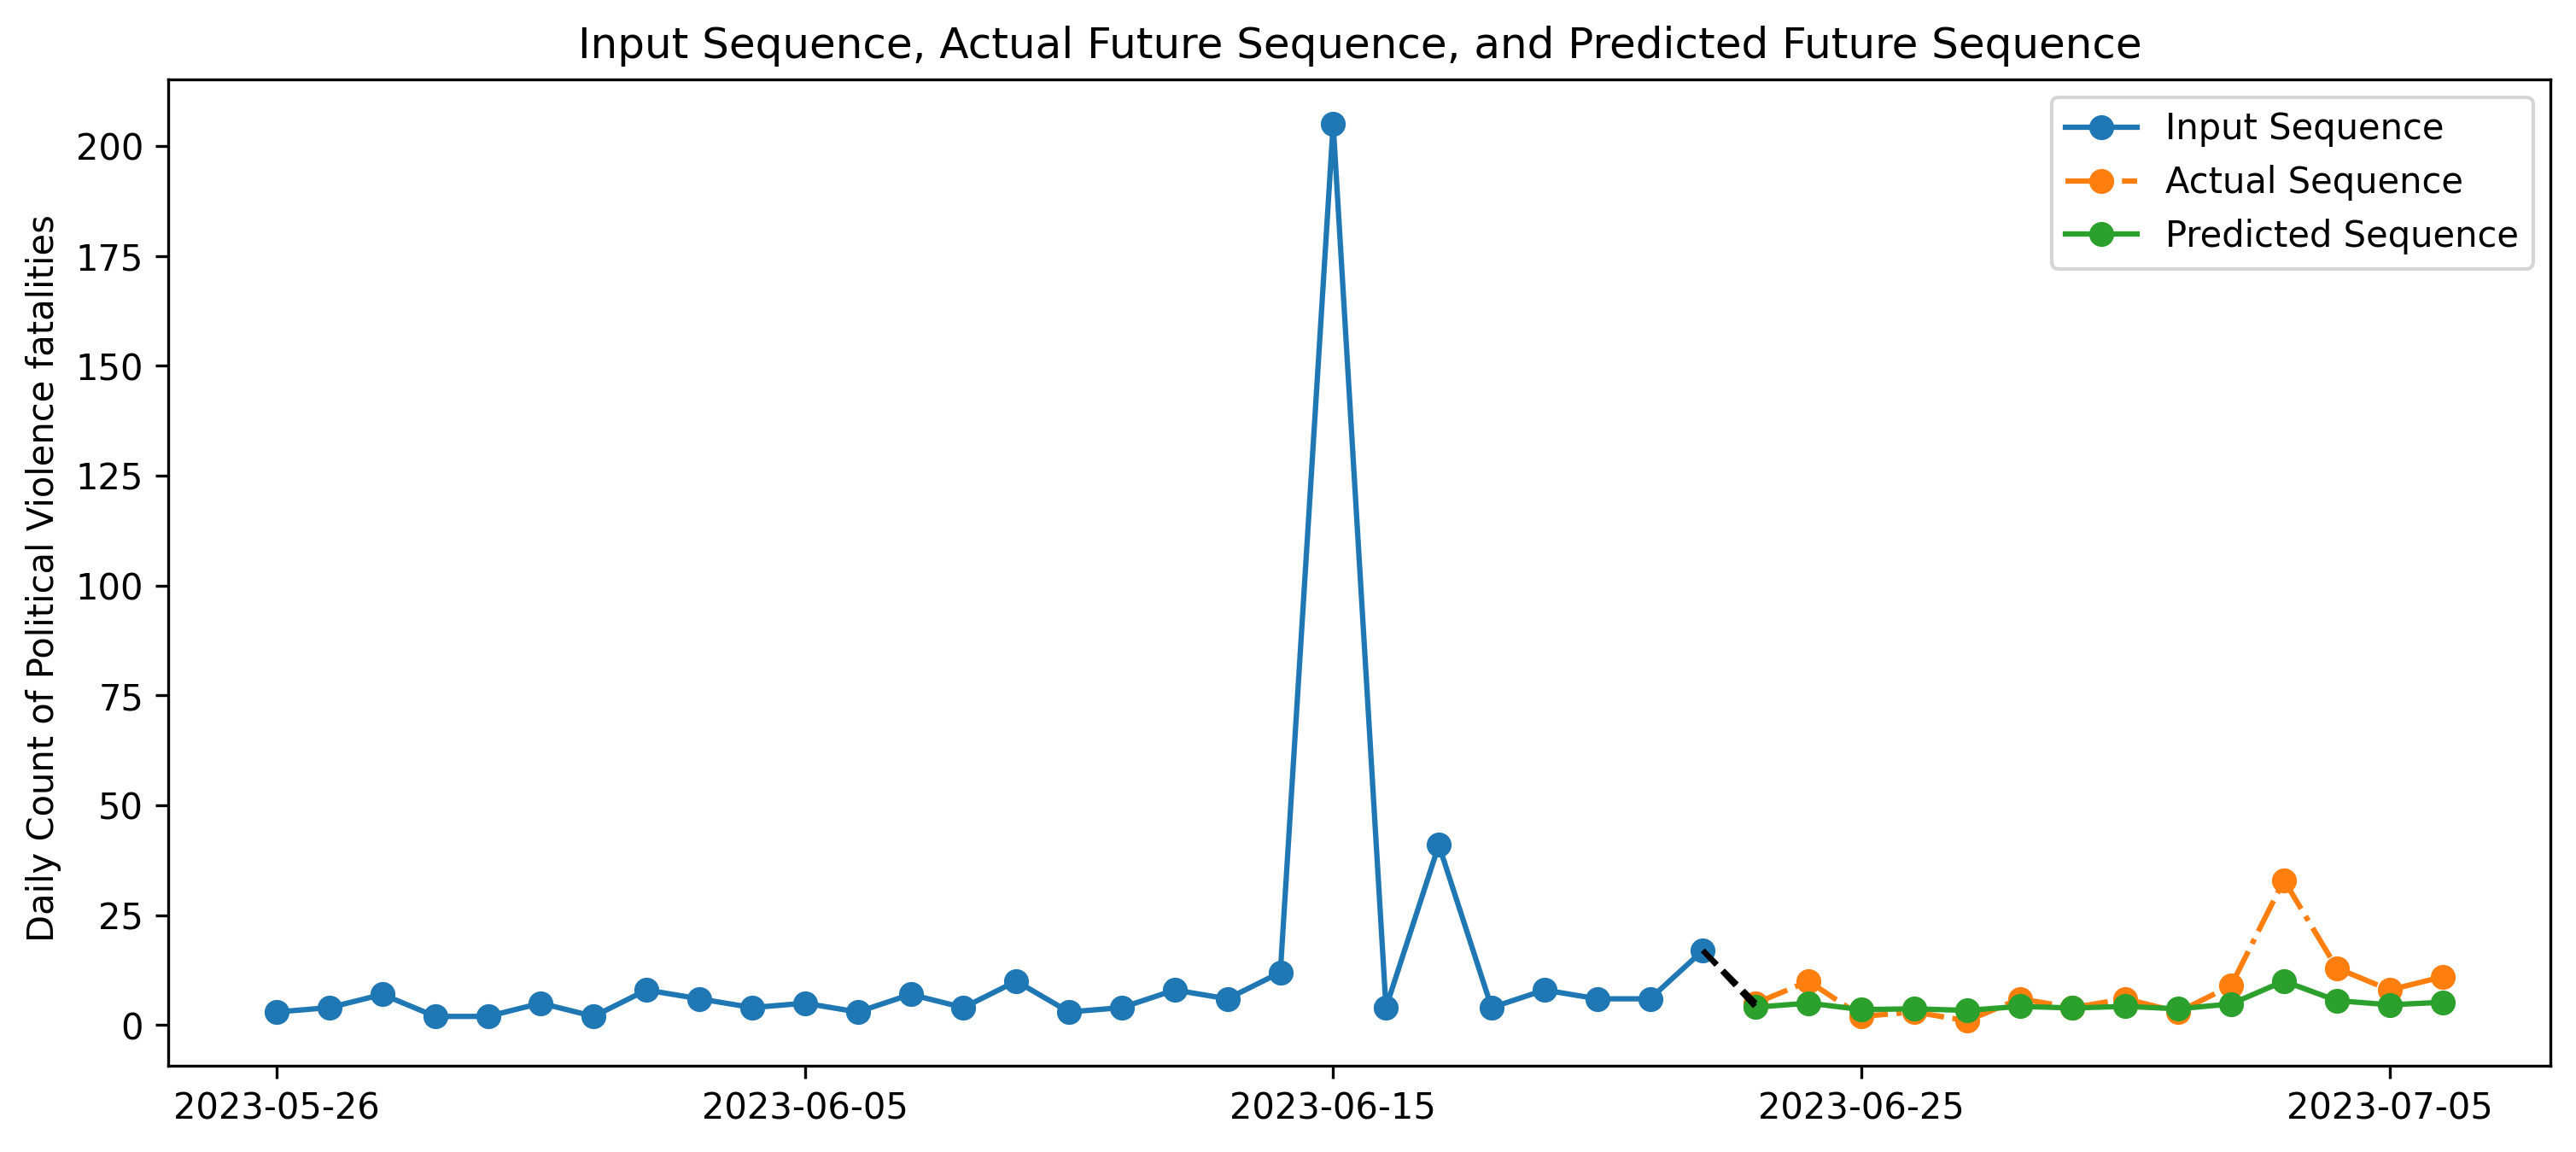 Input Sequence, Actual Future Sequence, and Predicted Future Sequence
Daily Count of Political Violence fatalities
200
175
150
125
100
75
50
25
0
Input Sequence
Actual Sequence
Predicted Sequence
2023-05-26
2023-06-05
2023-06-15
2023-06-25
2023-07-05